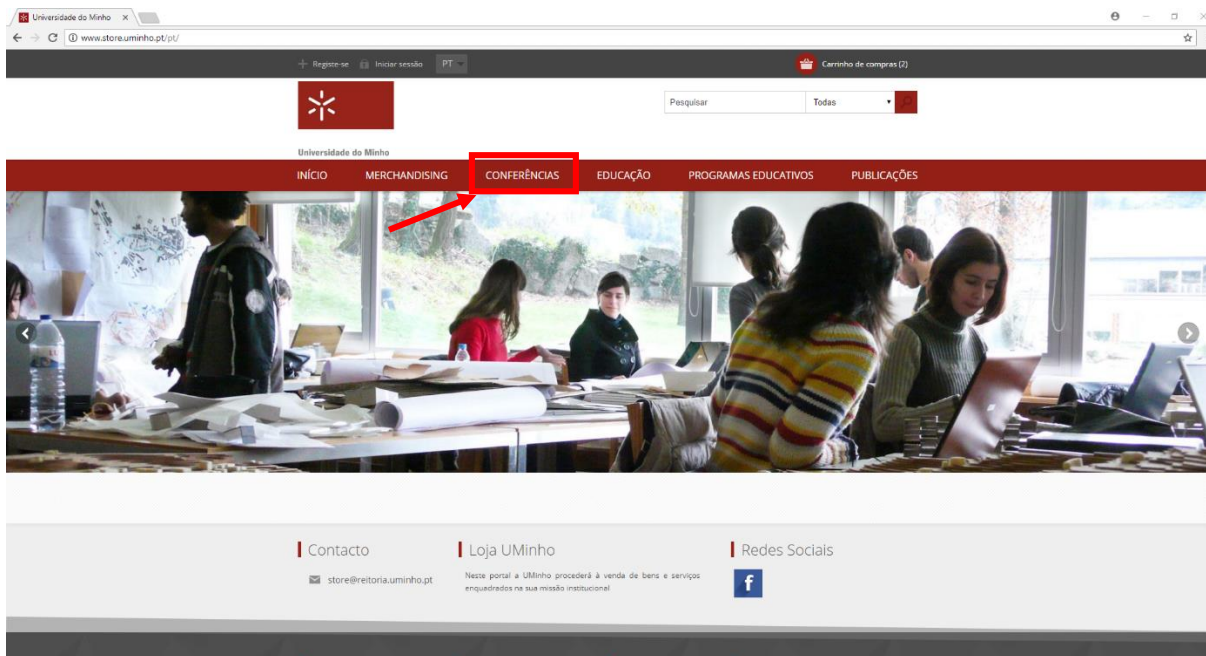 Universidade do Minho
www.store.uminho.pt/pt/
Registe-se Iniciar sessão PT
Carrinho de compras (2)
Pesquisar Todas
Universidade do Minho
INÍCIO MERCHANDISING CONFERÊNCIAS EDUCAÇÃO PROGRAMAS EDUCATIVOS PUBLICAÇÕES
Contacto
store@reitoria.uminho.pt
Loja UMinho
Neste portal a UMinho procederá à venda de bens e serviços
enquadrados na sua missão institucional
Redes Sociais
f